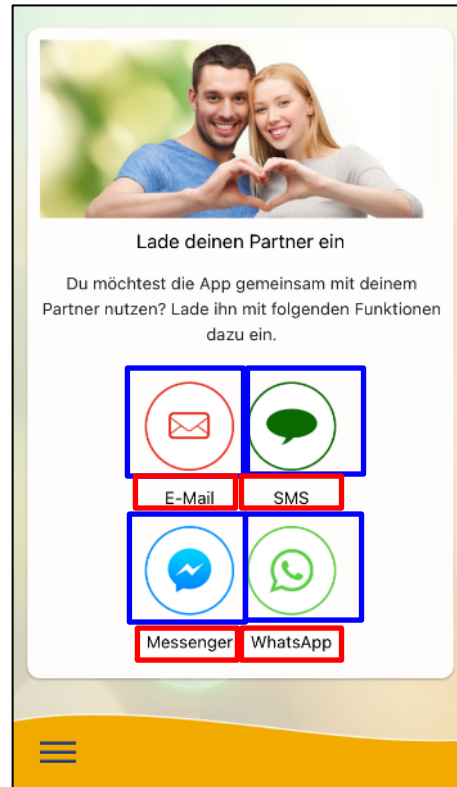 Lade deinen Partner ein
Du möchtest die App gemeinsam mit deinem
Partner nutzen? Lade ihn mit folgenden Funktionen
dazu ein.
E-Mail SMS
Messenger WhatsApp